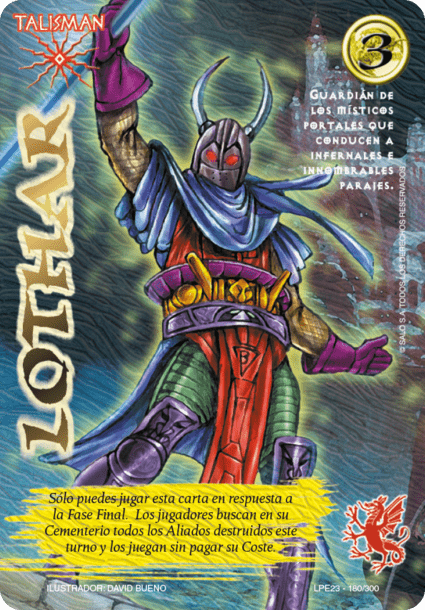 TALISMAN
3
LOTHAR
GUARDIÁN DE
LOS MÍSTICOS
PORTALES QUE
CONDUCEN A
INFERNALES E
INNOMBRABLES
PARAJES.
© SALO S.A. TODOS LOS DERECHOS RESERVADOS
B
Sólo puedes jugar esta carta en respuesta a
la Fase Final. Los jugadores buscan en su
Cementerio todos los Aliados destruidos este
turno y los juegan sin pagar su Coste.
ILUSTRADOR: DAVID BUENO
LPE23 - 180/300